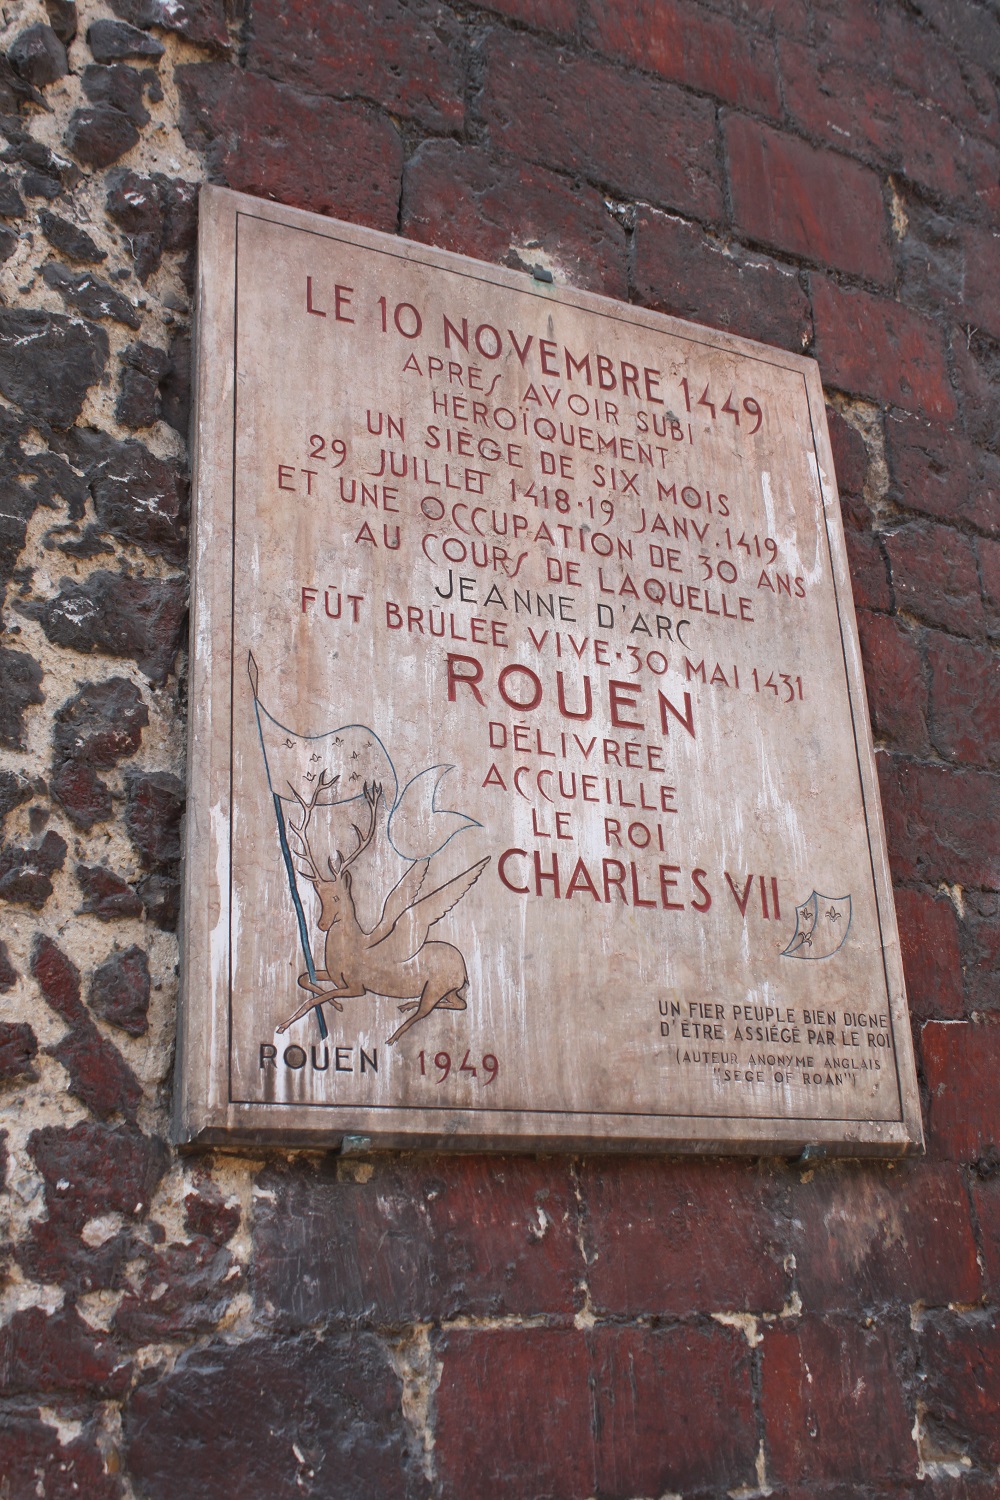 LE 10 NOVEMBRE 1449
APRÈS AVOIR SUBI
HÉROÏQUEMENT
UN SIÈGE DE SIX MOIS
29 JUILLET 1418·19 JANV. 1419
ET UNE OCCUPATION DE 30 ANS
AU COURS DE LAQUELLE
JEANNE D'ARC
FÛT BRÛLÉE VIVE·30 MAI 1431
ROUEN
DÉLIVRÉE
ACCUEILLE
LE ROI
CHARLES VII
UN FIER PEUPLE BIEN DIGNE
D'ÊTRE ASSIÉGÉ PAR LE ROI
(AUTEUR ANONYME ANGLAIS
"SEGE OF ROAN")
ROUEN 1949